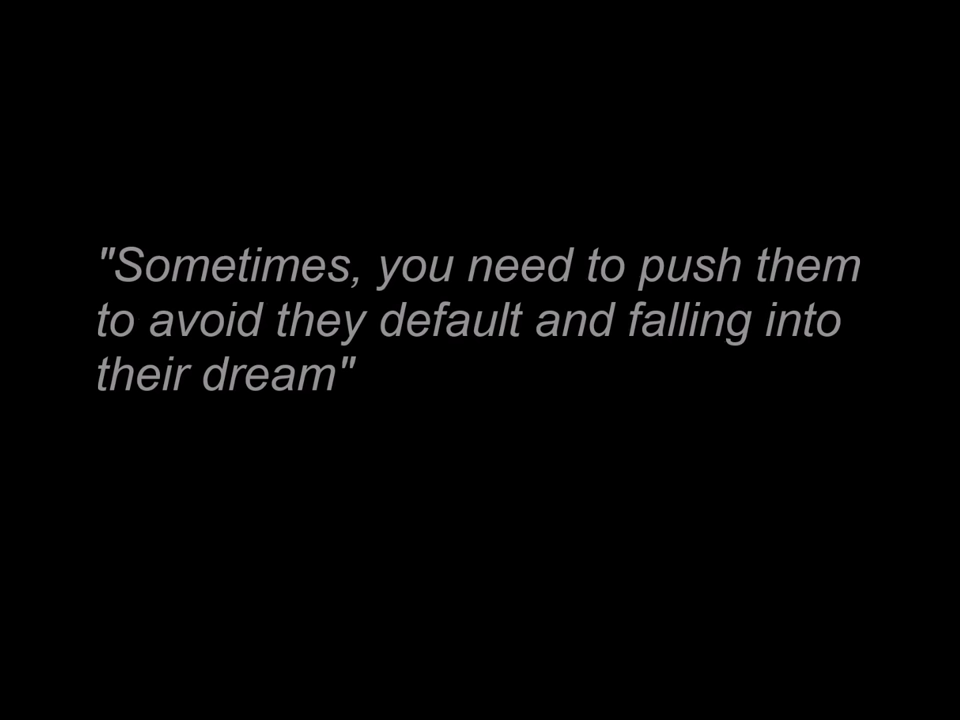 "Sometimes, you need to push them
to avoid they default and falling into
their dream"